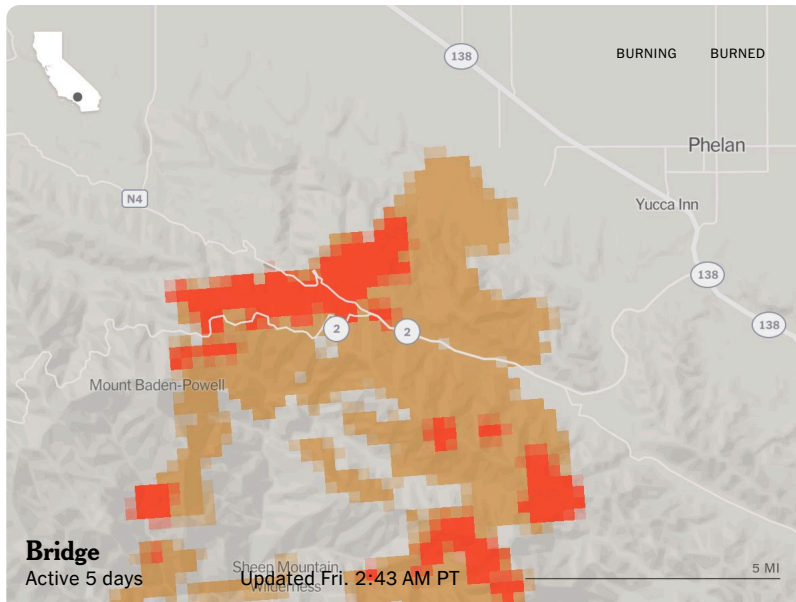 138
BURNING BURNED
Phelan
N4
Yucca Inn
138
138
2
2
Mount Baden-Powell
Bridge
Active 5 days
Sheep Mountain
Wilderness
Updated Fri. 2:43 AM PT
5 MI